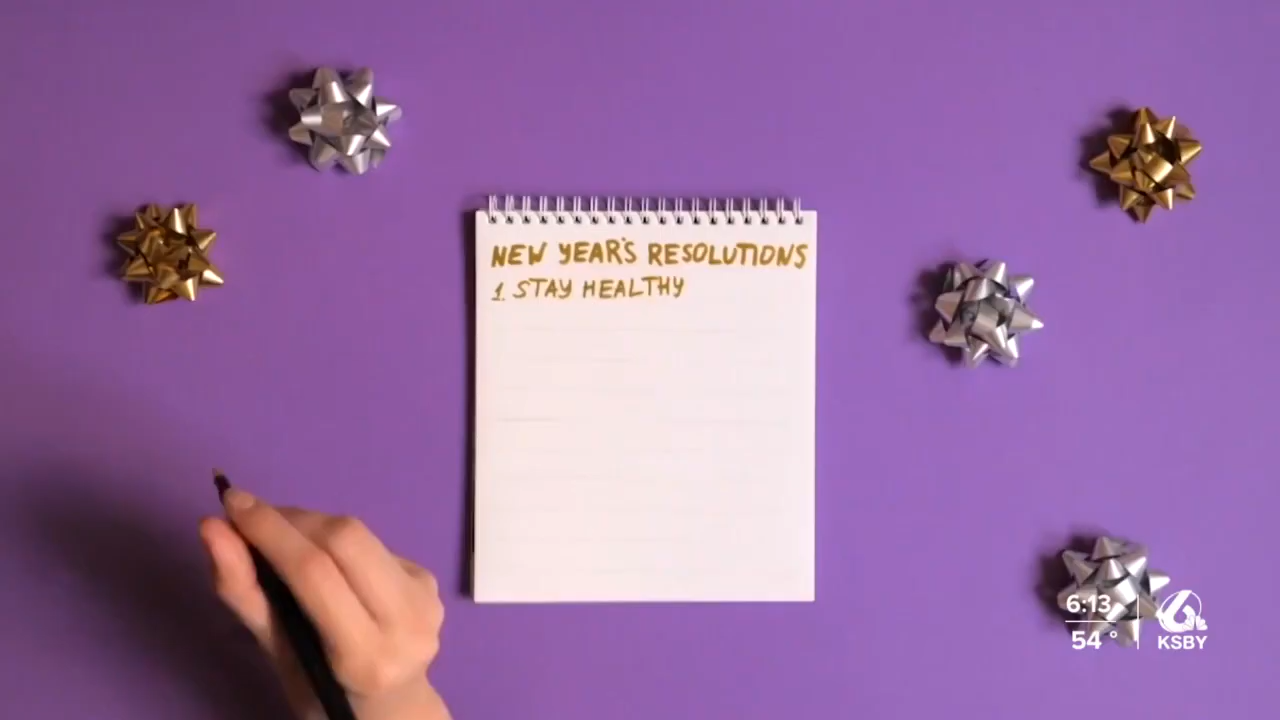 NEW YEAR'S RESOLUTIONS
1. STAY HEALTHY
6:13
54°
KSBY